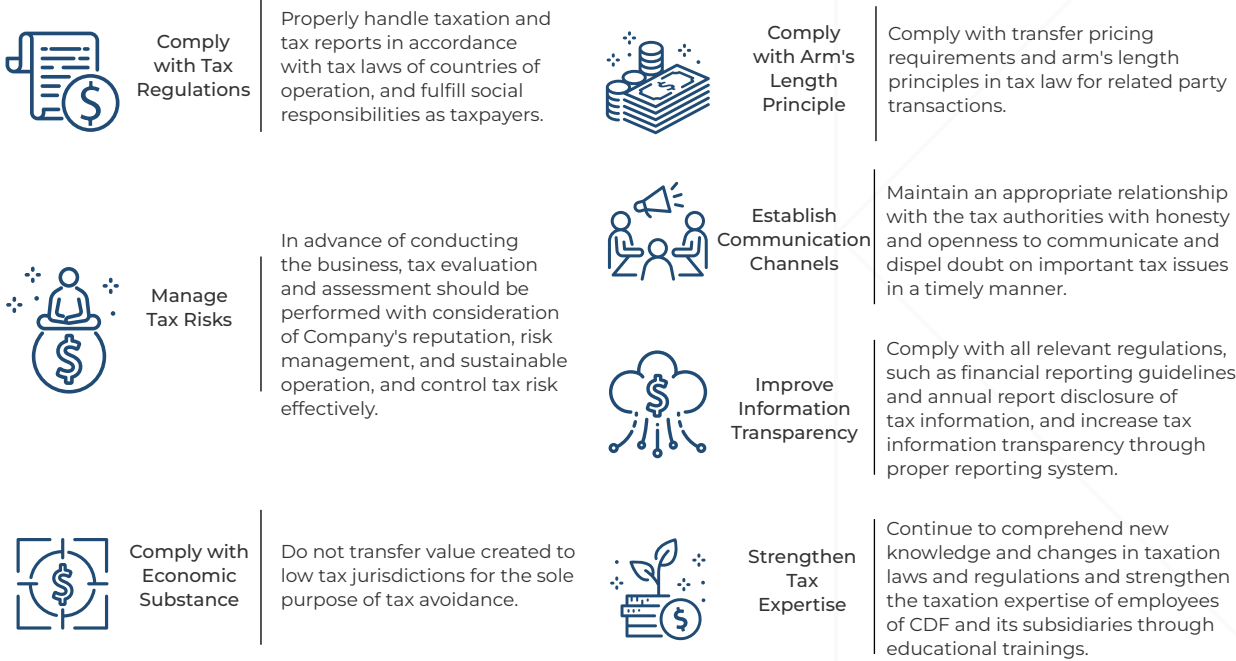 Comply
with Tax
Regulations
Properly handle taxation and
tax reports in accordance
with tax laws of countries of
operation, and fulfill social
responsibilities as taxpayers.
Manage
Tax Risks
In advance of conducting
the business, tax evaluation
and assessment should be
performed with consideration
of Company's reputation, risk
management, and sustainable
operation, and control tax risk
effectively.
Comply with
Economic
Substance
Do not transfer value created to
low tax jurisdictions for the sole
purpose of tax avoidance.
Comply
with Arm's
Length
Principle
Comply with transfer pricing
requirements and arm's length
principles in tax law for related party
transactions.
Establish
Communication
Channels
Maintain an appropriate relationship
with the tax authorities with honesty
and openness to communicate and
dispel doubt on important tax issues
in a timely manner.
Improve
Information
Transparency
Comply with all relevant regulations,
such as financial reporting guidelines
and annual report disclosure of
tax information, and increase tax
information transparency through
proper reporting system.
Strengthen
Tax
Expertise
Continue to comprehend new
knowledge and changes in taxation
laws and regulations and strengthen
the taxation expertise of employees
of CDF and its subsidiaries through
educational trainings.